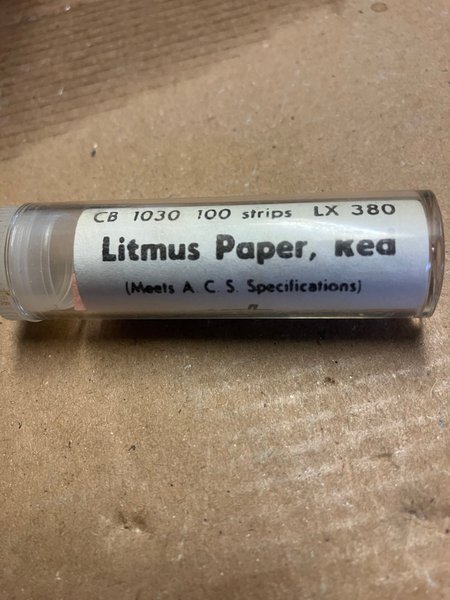 CB 1030 100 strips LX 380
Litmus Paper, Red
(Meets A. C. S. Specifications)